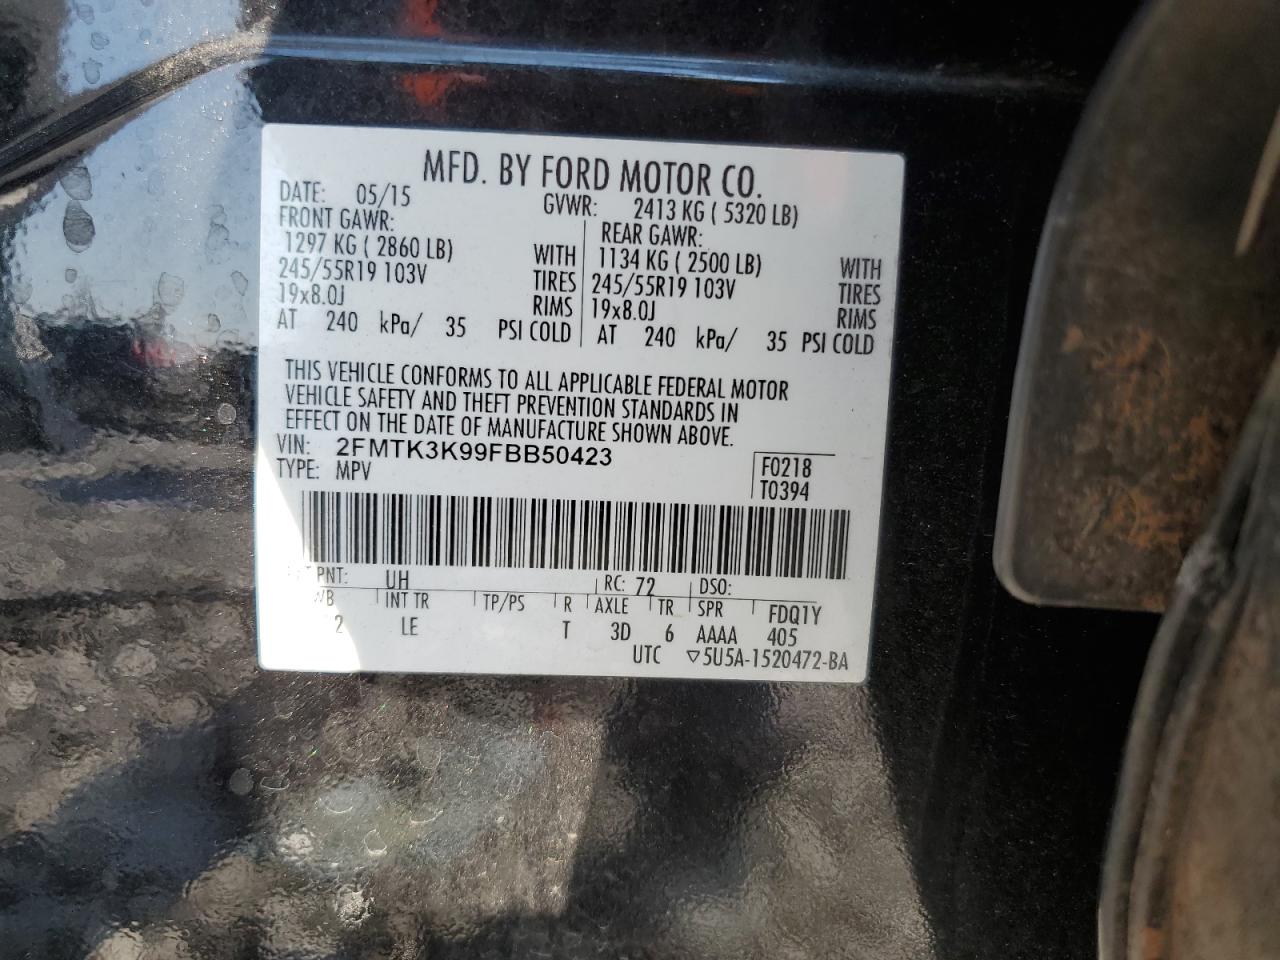 MFD. BY FORD MOTOR CO.
DATE: 05/15 GVWR: 2413 KG ( 5320 LB)
FRONT GAWR: REAR GAWR:
1297 KG ( 2860 LB) WITH 1134 KG ( 2500 LB) WITH
245/55R19 103V TIRES 245/55R19 103V TIRES
19x8.0J RIMS 19x8.0J RIMS
AT 240 kPa/ 35 PSI COLD AT 240 kPa/ 35 PSI COLD
THIS VEHICLE CONFORMS TO ALL APPLICABLE FEDERAL MOTOR
VEHICLE SAFETY AND THEFT PREVENTION STANDARDS IN
EFFECT ON THE DATE OF MANUFACTURE SHOWN ABOVE.
VIN: 2FMTK3K99FBB50423
TYPE: MPV F0218
T0394
PNT: UH RC: 72 DSO:
WB INT TR TP/PS R AXLE TR SPR FDQ1Y
2 LE T 3D 6 AAAA 405
UTC ▽5U5A-1520472-BA